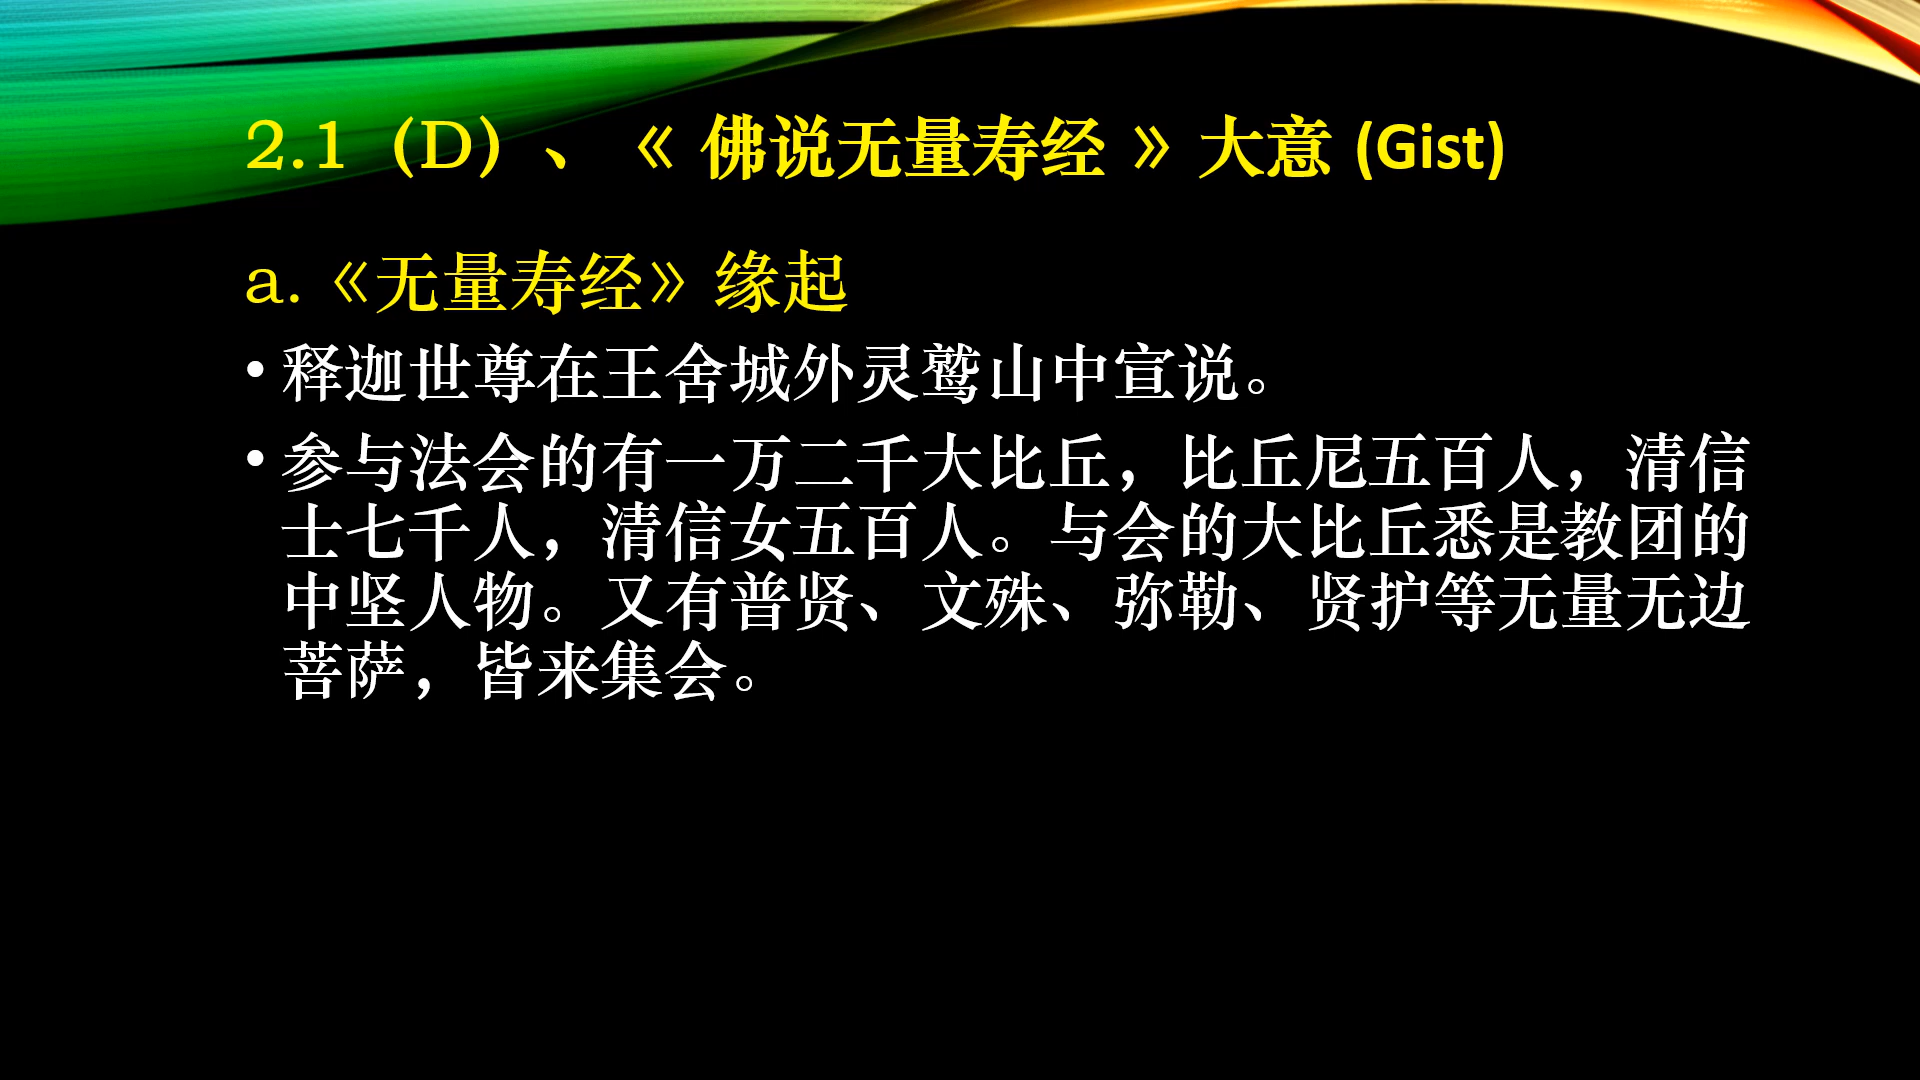 2.1（D）、 《 佛说无量寿经 》大意 (Gist)
a.《无量寿经》缘起
• 释迦世尊在王舍城外灵鹫山中宣说。
• 参与法会的有一万二千大比丘，比丘尼五百人，清信
士七千人，清信女五百人。与会的大比丘悉是教团的
中坚人物。又有普贤、文殊、弥勒、贤护等无量无边
菩萨，皆来集会。